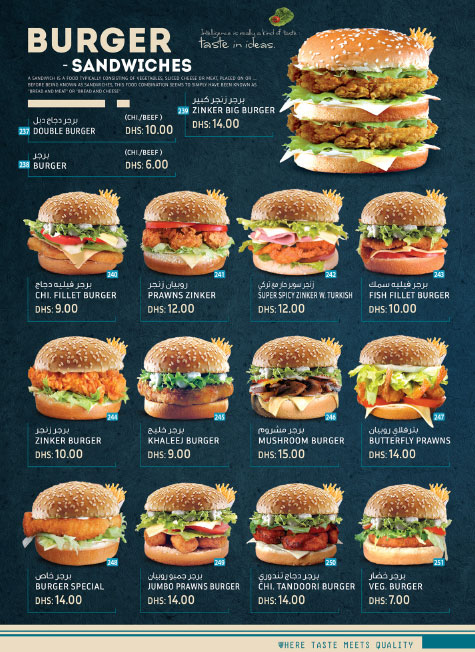 Intelligence is really a kind of taste
taste in ideas.
BURGER
- SANDWICHES
A SANDWICH IS A FOOD TYPICALLY CONSISTING OF VEGETABLES, SLICED CHEESE OR MEAT, PLACED ON OR ...
BEFORE BEING KNOWN AS SANDWICHES, THIS FOOD COMBINATION SEEMS TO SIMPLY HAVE BEEN KNOWN AS
"BREAD AND MEAT" OR "BREAD AND CHEESE"
برجر دجاج دبل (CHI./BEEF)
237 DOUBLE BURGER DHS: 10.00
برجر (CHI./BEEF)
238 BURGER DHS: 6.00
برجر زنجر كبير
239 ZINKER BIG BURGER
DHS: 14.00
240
برجر فيليه دجاج
CHI. FILLET BURGER
DHS: 9.00
241
روبيان زنجر
PRAWNS ZINKER
DHS: 12.00
242
زنجر سوبر حار مع تركي
SUPER SPICY ZINKER W. TURKISH
DHS: 12.00
243
برجر فيليه سمك
FISH FILLET BURGER
DHS: 10.00
244
برجر زنجر
ZINKER BURGER
DHS: 10.00
245
برجر خليج
KHALEEJ BURGER
DHS: 9.00
246
برجر مشروم
MUSHROOM BURGER
DHS: 15.00
247
بترفلاي روبيان
BUTTERFLY PRAWNS
DHS: 14.00
248
برجر خاص
BURGER SPECIAL
DHS: 14.00
249
برجر جمبو روبيان
JUMBO PRAWNS BURGER
DHS: 14.00
250
برجر دجاج تندوري
CHI. TANDOORI BURGER
DHS: 14.00
251
برجر خضار
VEG. BURGER
DHS: 7.00
WHERE TASTE MEETS QUALITY